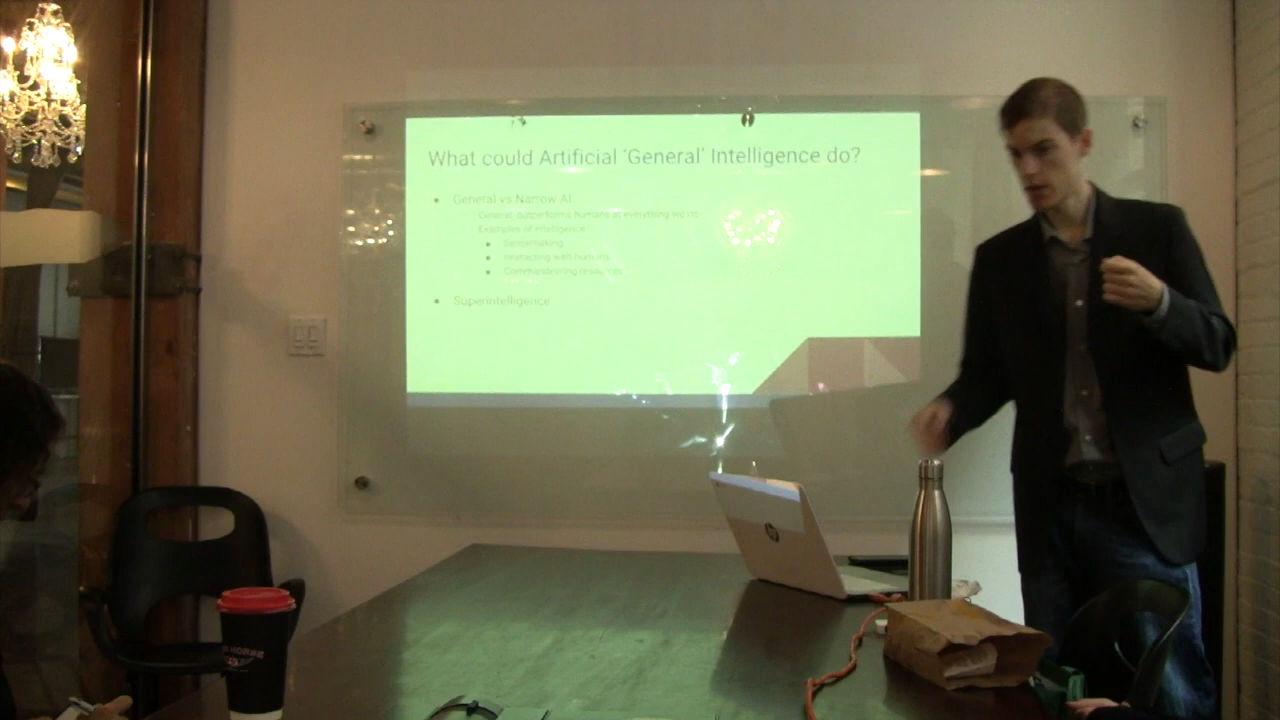 What could Artificial ‘General’ Intelligence do?
General vs Narrow AI
General: outperforms humans at everything we do
Examples of intelligence
Sensemaking
Interacting with humans
Commandeering resources
Superintelligence
hp